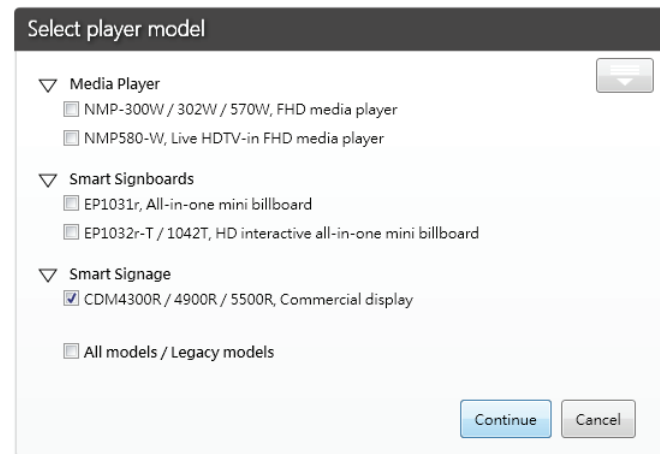 Select player model
Media Player
NMP-300W / 302W / 570W, FHD media player
NMP580-W, Live HDTV-in FHD media player
Smart Signboards
EP1031r, All-in-one mini billboard
EP1032r-T / 1042T, HD interactive all-in-one mini billboard
Smart Signage
CDM4300R / 4900R / 5500R, Commercial display
All models / Legacy models
Continue Cancel